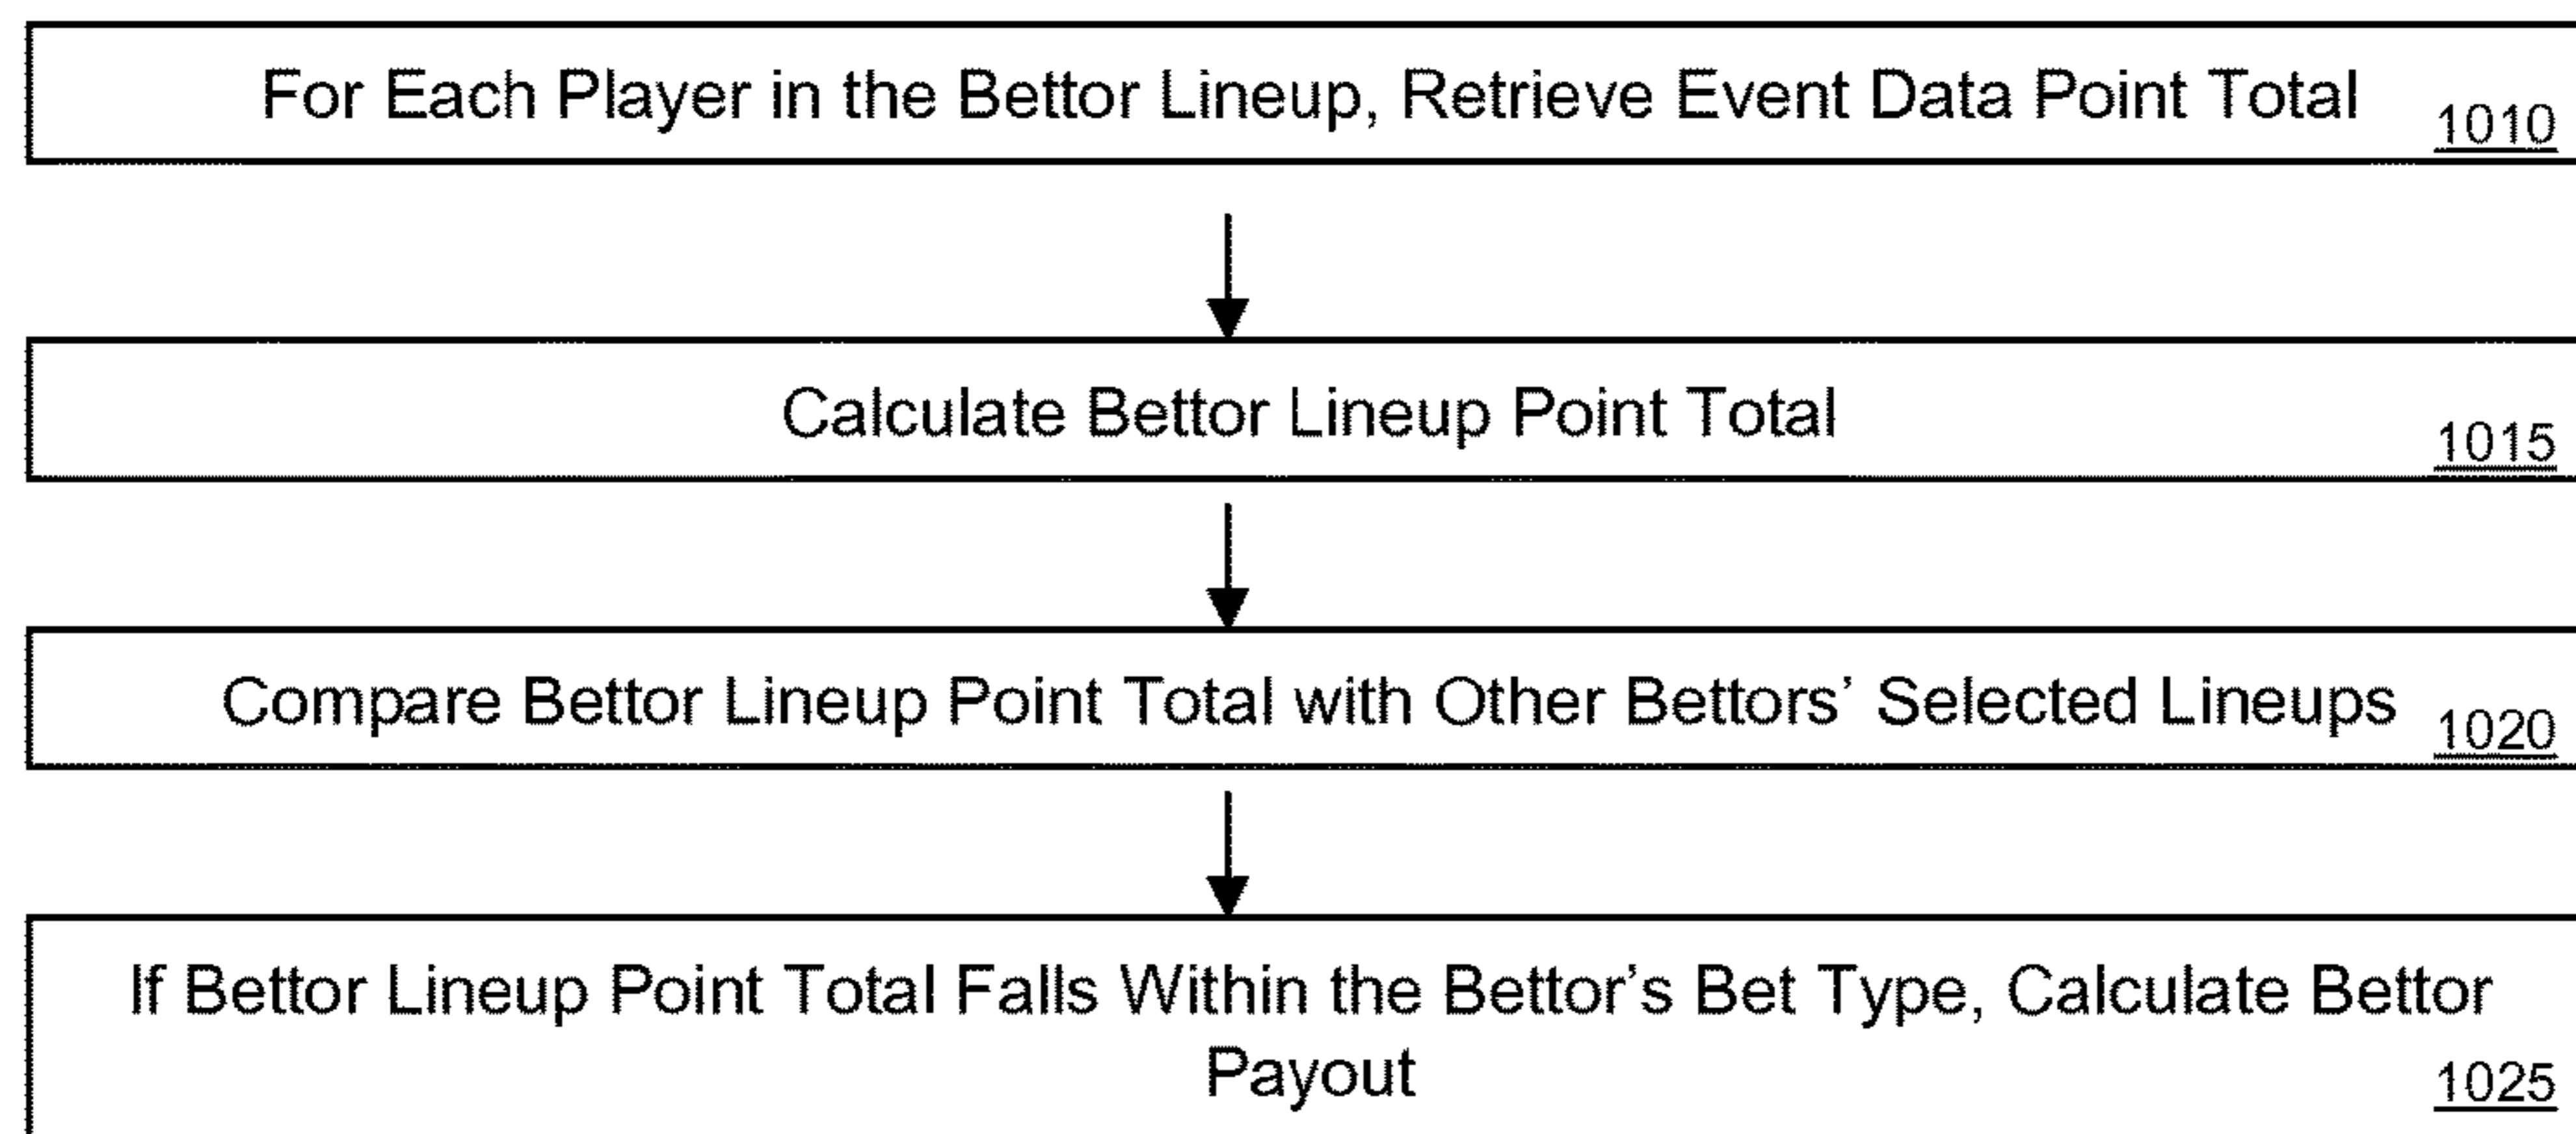 For Each Player in the Bettor Lineup, Retrieve Event Data Point Total
1010
Calculate Bettor Lineup Point Total
1015
Compare Bettor Lineup Point Total with Other Bettors’ Selected Lineups
1020
If Bettor Lineup Point Total Falls Within the Bettor’s Bet Type, Calculate Bettor
Payout
1025